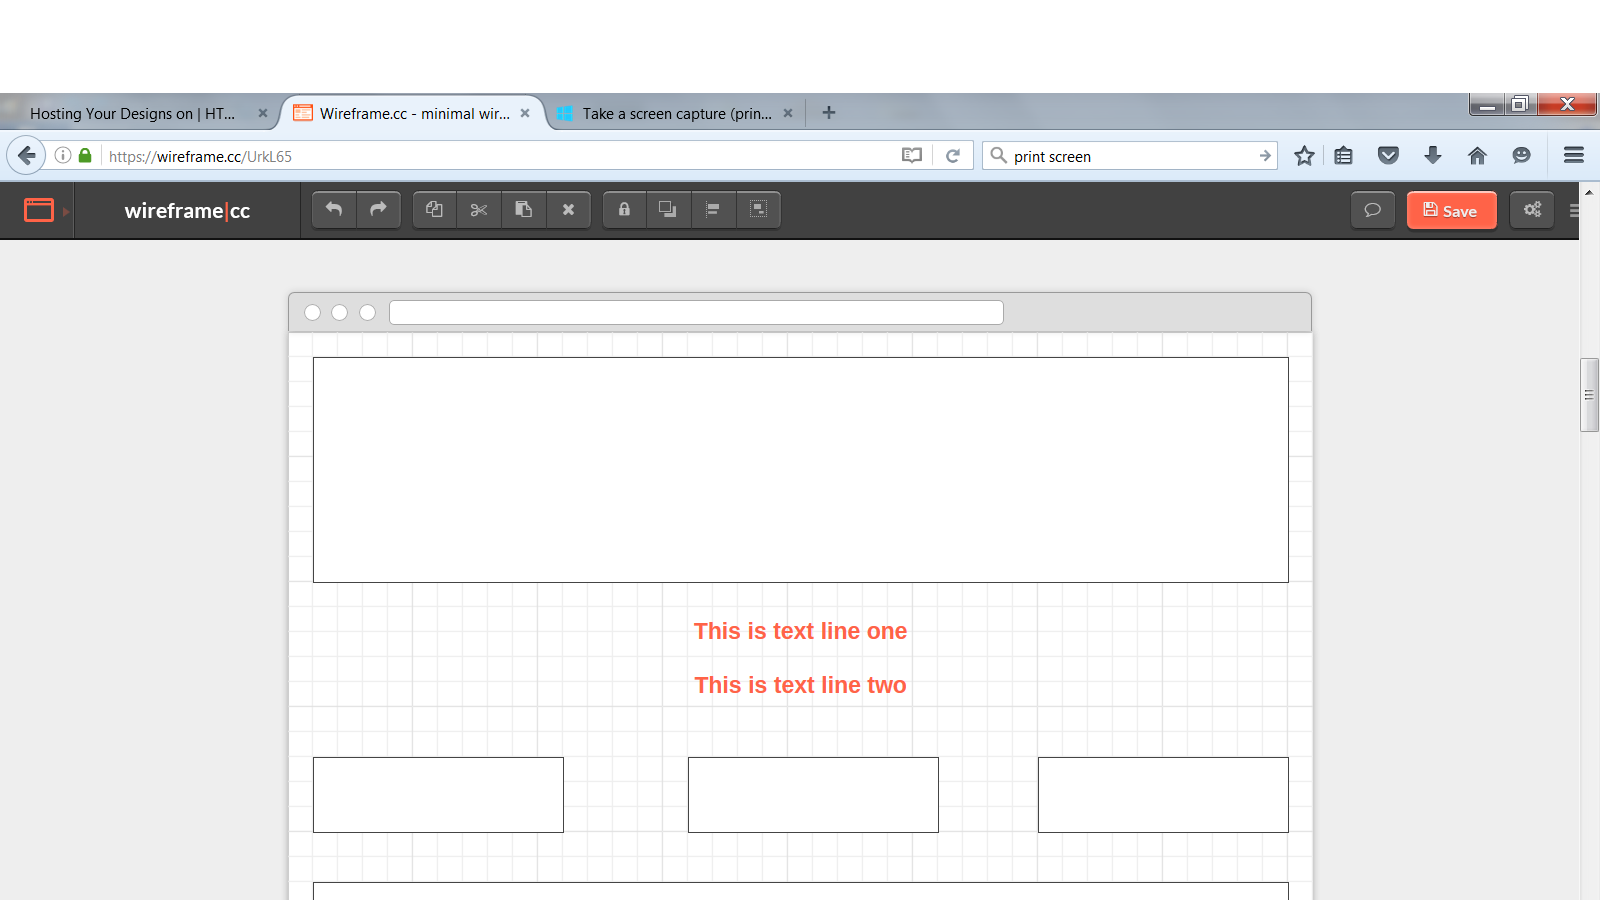 Hosting Your Designs on | HT...
Wireframe.cc - minimal wir...
Take a screen capture (prin...
https://wireframe.cc/UrkL65
print screen
wireframe|cc
Save
This is text line one
This is text line two